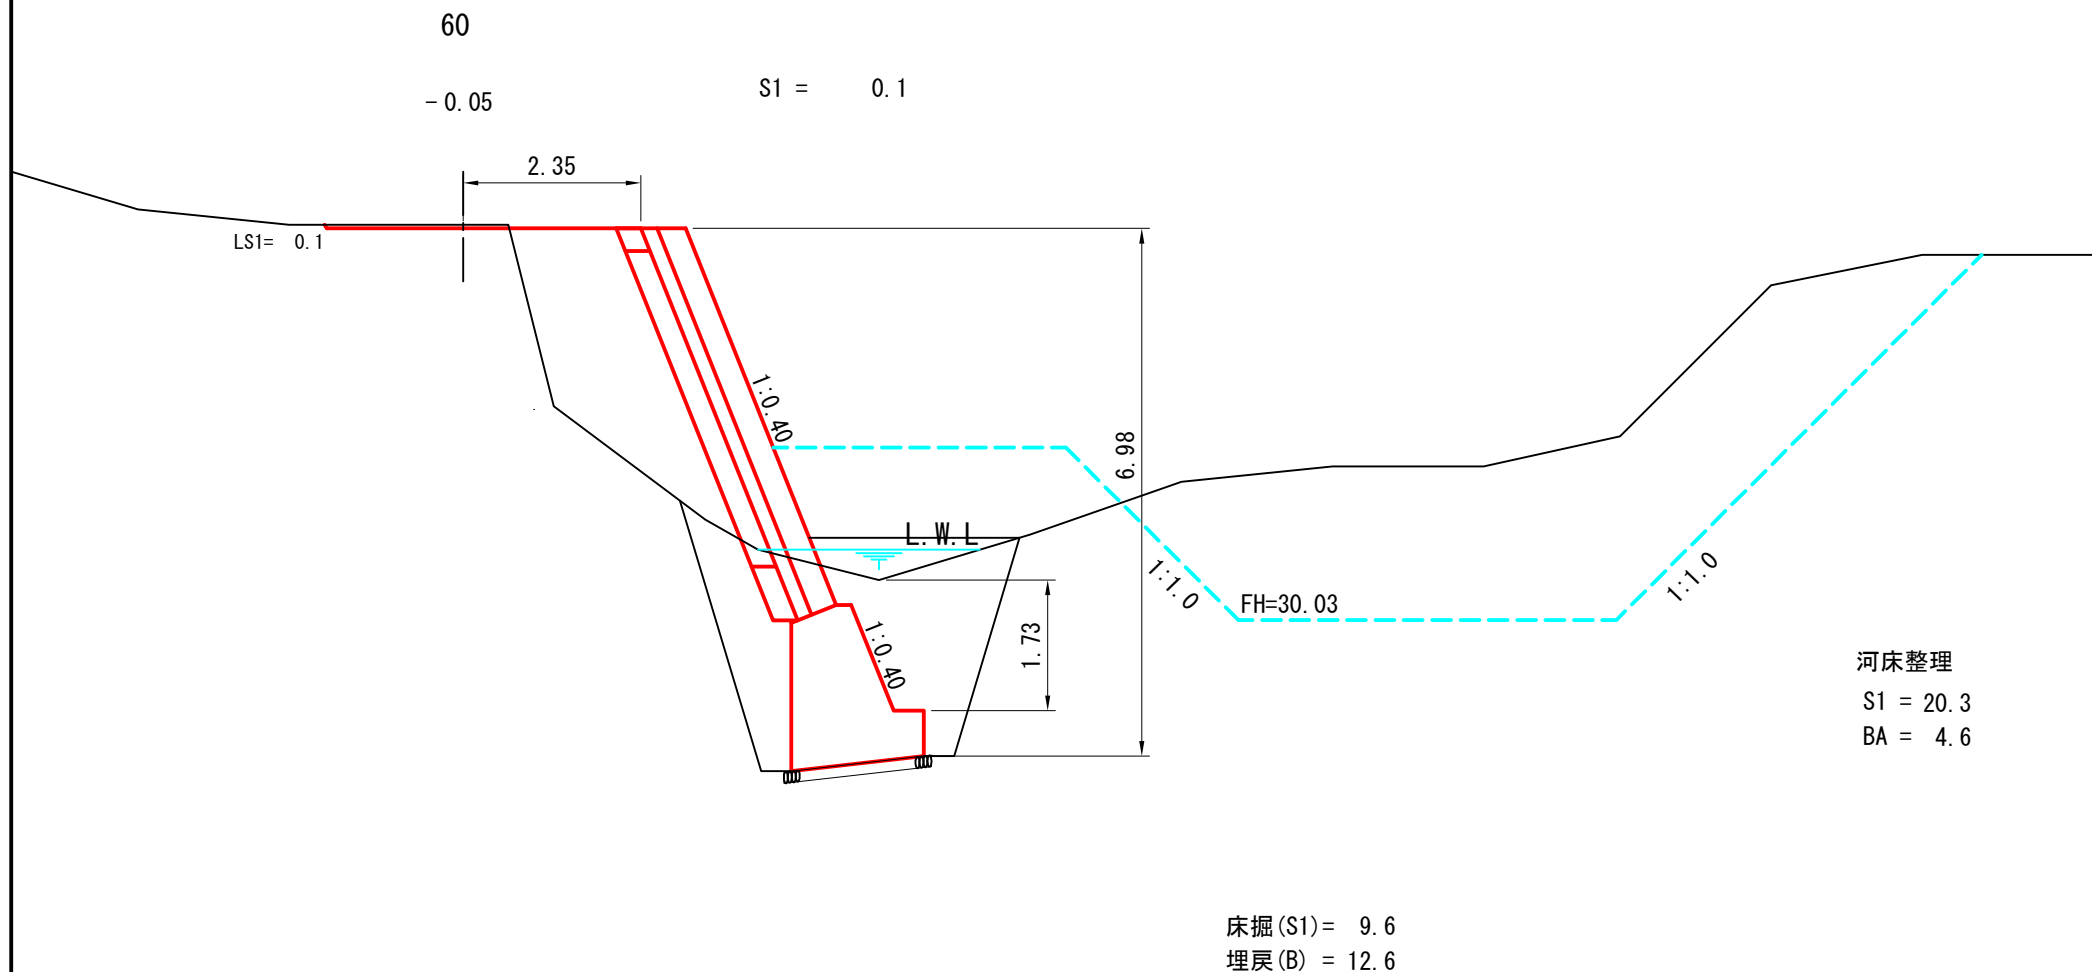 60
-0.05
S1 = 0.1
2.35
LS1= 0.1
1:0.40
6.98
L.W.L
1:1.0
1:1.0
FH=30.03
1:0.40
1.73
河床整理
S1 = 20.3
BA = 4.6
床掘(S1)= 9.6
埋戻(B) = 12.6